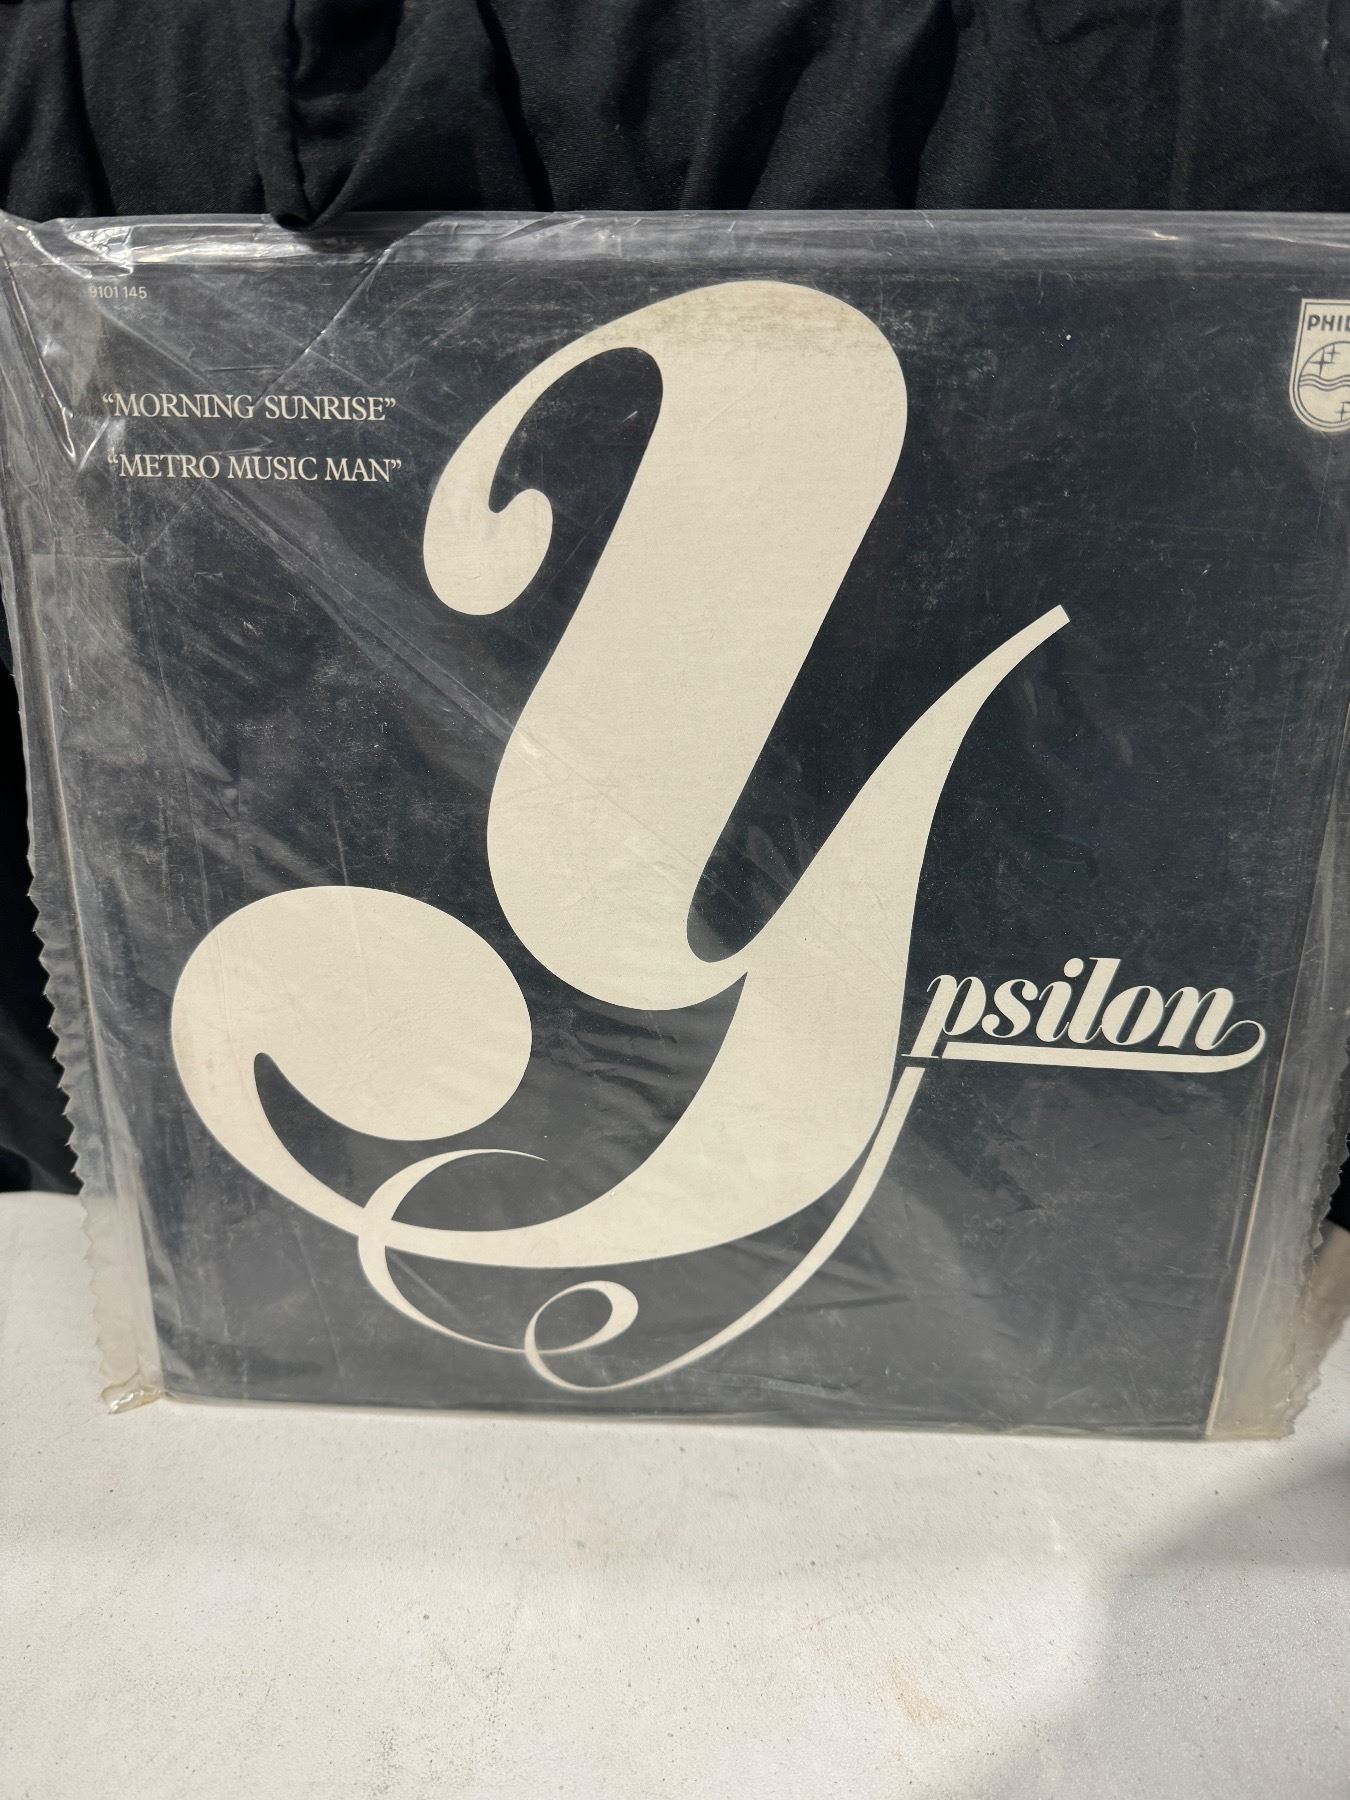 9101 145
PHIL
"MORNING SUNRISE"
"METRO MUSIC MAN"
Ypsilon